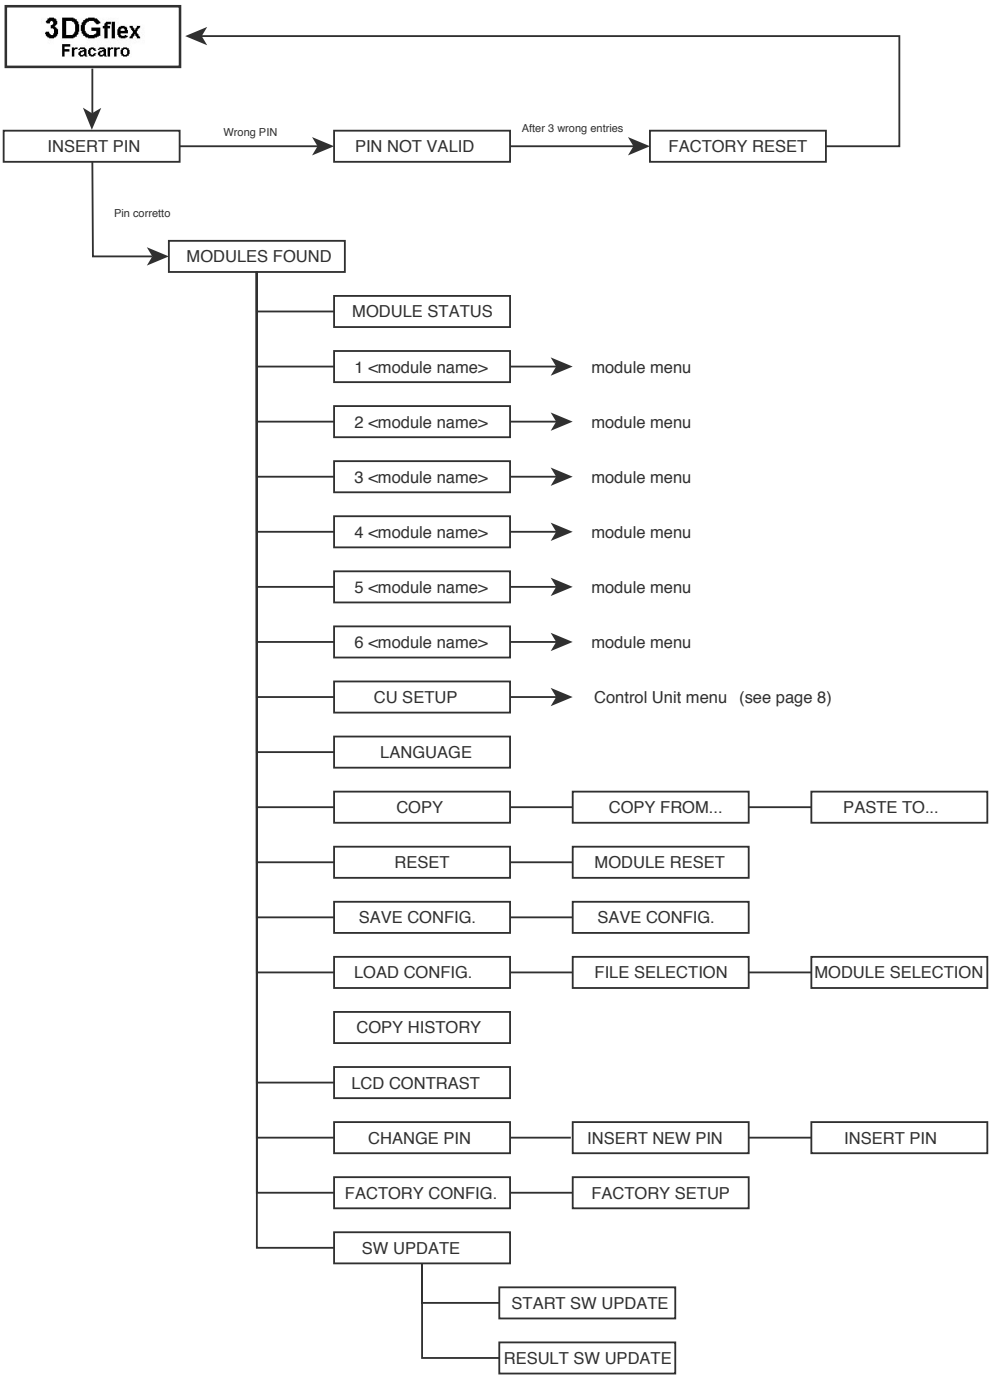 3DGflex
Fracarro
INSERT PIN
Wrong PIN
PIN NOT VALID
After 3 wrong entries
FACTORY RESET
Pin corretto
MODULES FOUND
MODULE STATUS
1 <module name>
module menu
2 <module name>
module menu
3 <module name>
module menu
4 <module name>
module menu
5 <module name>
module menu
6 <module name>
module menu
CU SETUP
Control Unit menu (see page 8)
LANGUAGE
COPY
COPY FROM...
PASTE TO...
RESET
MODULE RESET
SAVE CONFIG.
SAVE CONFIG.
LOAD CONFIG.
FILE SELECTION
MODULE SELECTION
COPY HISTORY
LCD CONTRAST
CHANGE PIN
INSERT NEW PIN
INSERT PIN
FACTORY CONFIG.
FACTORY SETUP
SW UPDATE
START SW UPDATE
RESULT SW UPDATE